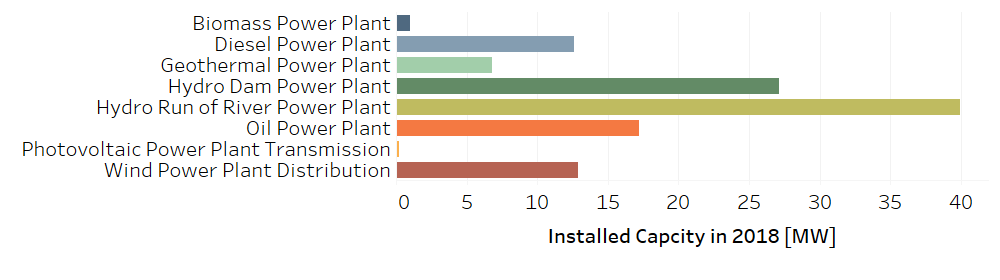 Biomass Power Plant
Diesel Power Plant
Geothermal Power Plant
Hydro Dam Power Plant
Hydro Run of River Power Plant
Oil Power Plant
Photovoltaic Power Plant Transmission
Wind Power Plant Distribution
0 5 10 15 20 25 30 35 40
Installed Capcity in 2018 [MW]